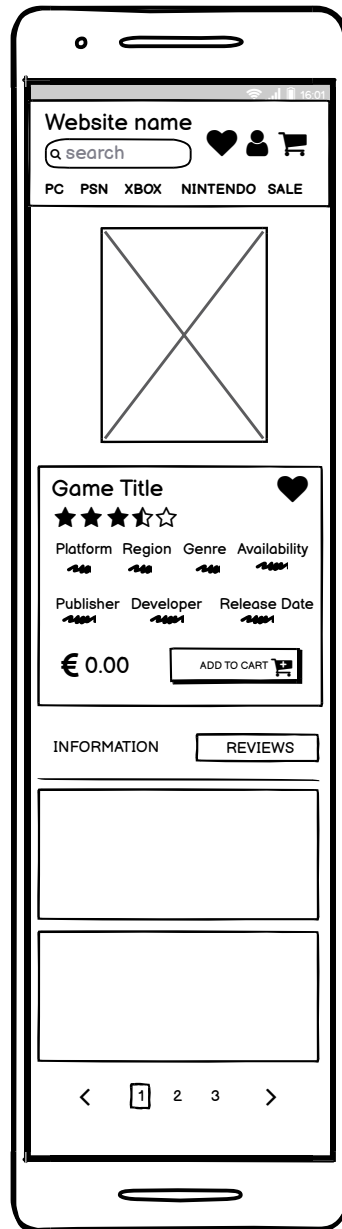 16:01
Website name
search
PC PSN XBOX NINTENDO SALE
Game Title
Platform Region Genre Availability
Publisher Developer Release Date
€ 0.00 ADD TO CART
INFORMATION REVIEWS
< 1 2 3 >